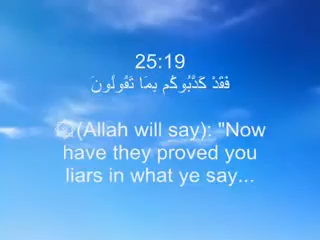 25:19
فَقَدْ كَذَّبُوكُم بِمَا تَقُولُونَ
(Allah will say): "Now
have they proved you
liars in what ye say...